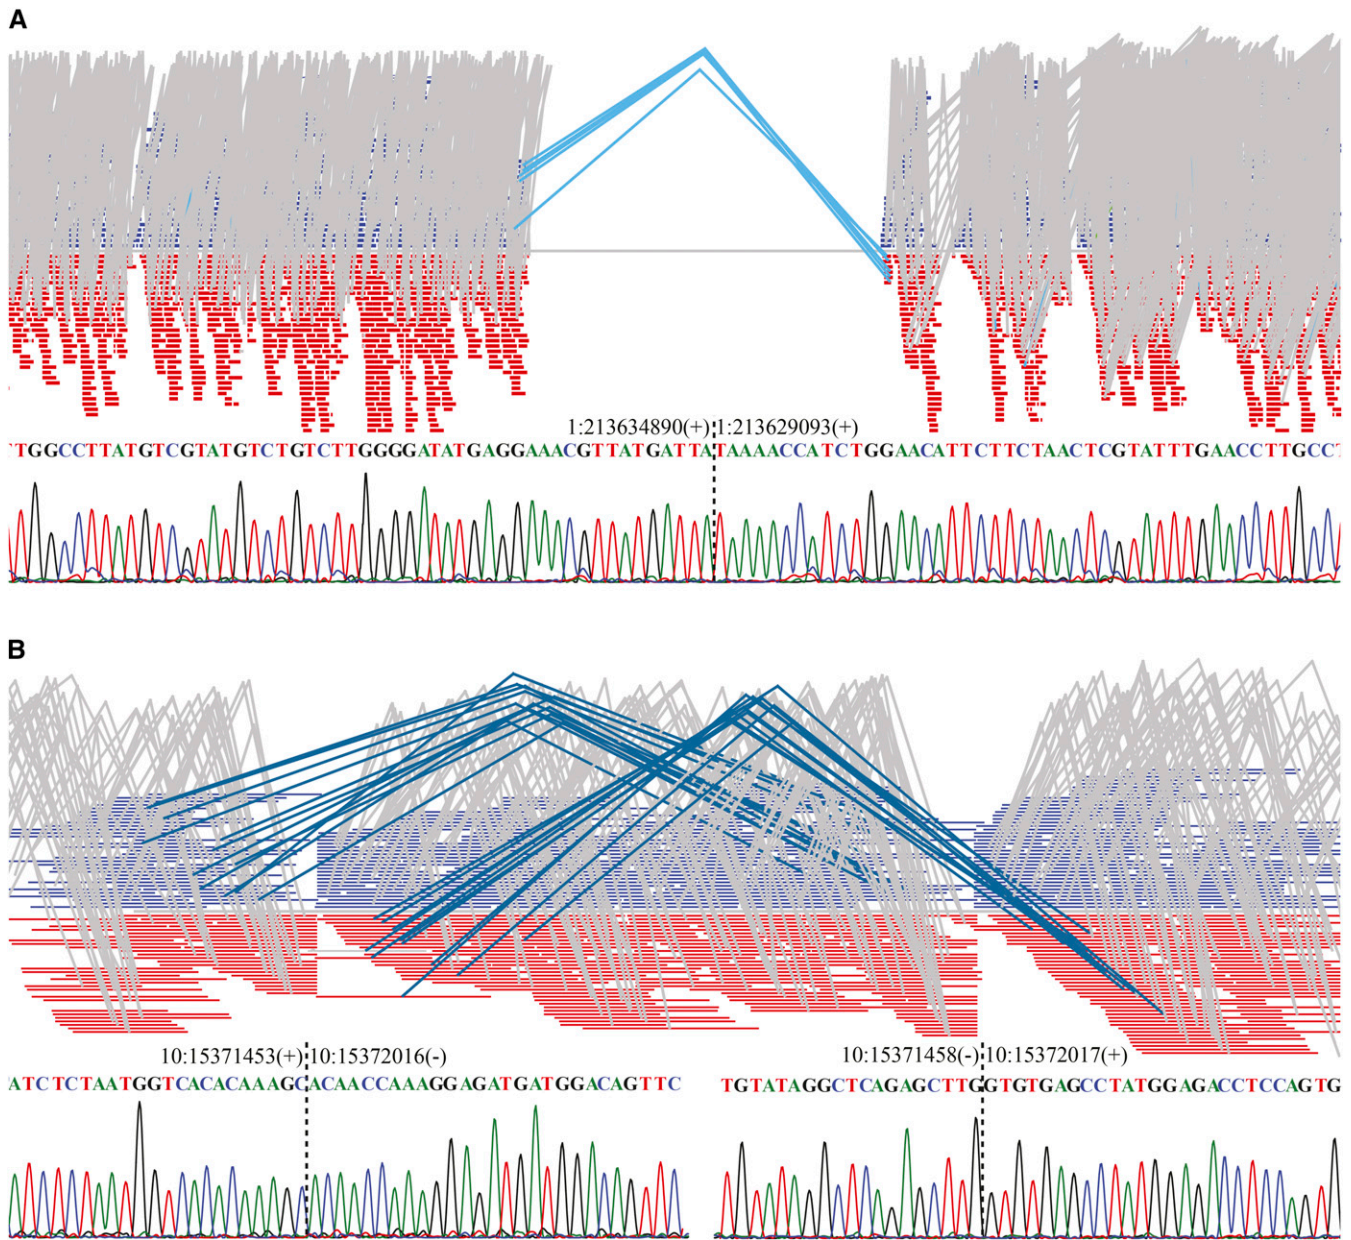 A
1:213634890(+) 1:213629093(+)
TGGCCTTATGTCGTATGTCTGTCTTGGGGATATGAGGAAACGTTATGATTATAAAACCATCTGGAACATTCTTCTAACTCGTATTTGAACCTTGCC
B
10:15371453(+) 10:15372016(-) 10:15371458(-) 10:15372017(+)
ATCTCTAATGGTCACACAAAGCACAACCAAAGGAGATGATGGACAGTTC TGTATAGGCTCAGAGCTTGGTGTGAGCCTATGGAGACCTCCAGTG